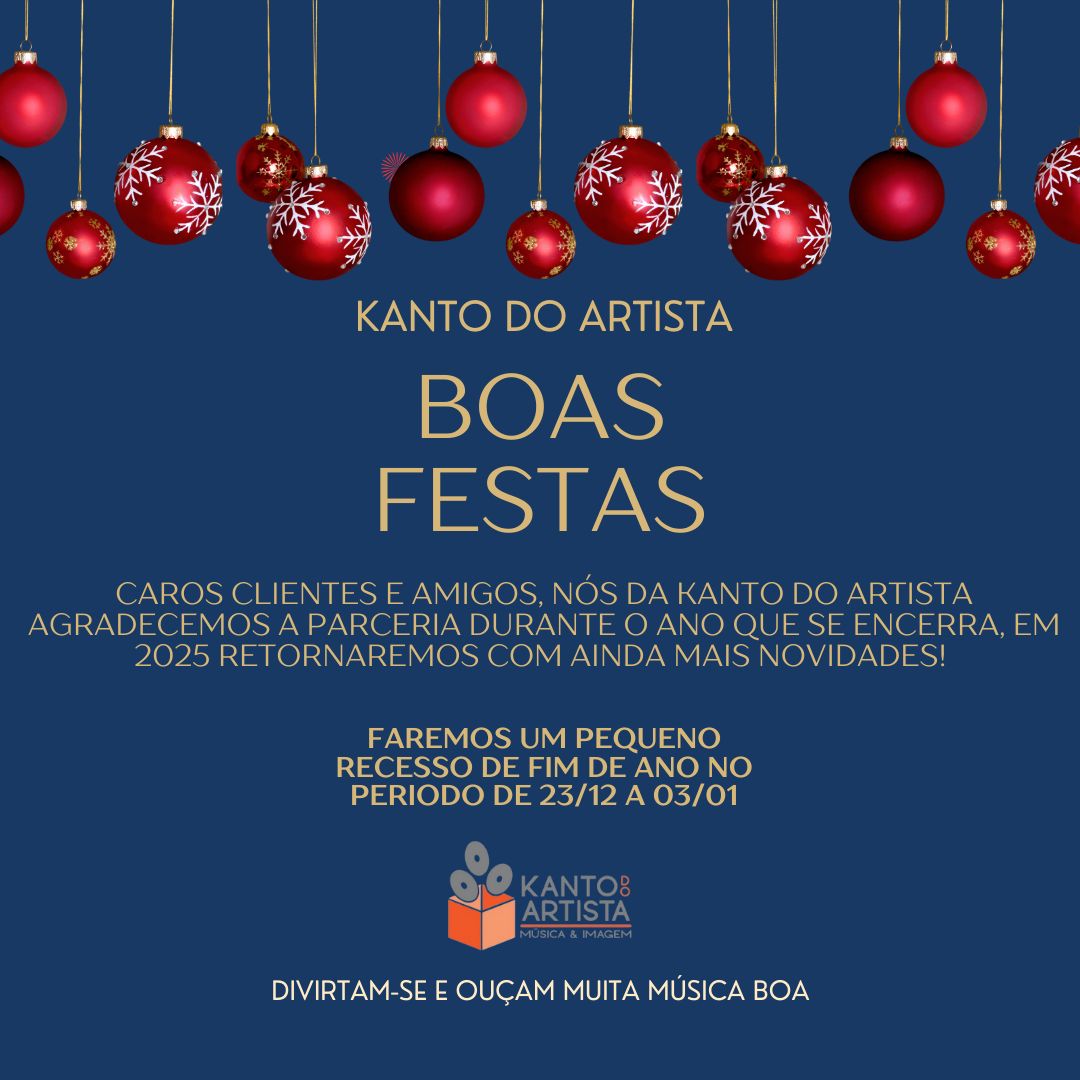 KANTO DO ARTISTA
BOAS
FESTAS
CAROS CLIENTES E AMIGOS, NÓS DA KANTO DO ARTISTA
AGRADECEMOS A PARCERIA DURANTE O ANO QUE SE ENCERRA, EM
2025 RETORNAREMOS COM AINDA MAIS NOVIDADES!
FAREMOS UM PEQUENO
RECESSO DE FIM DE ANO NO
PERIODO DE 23/12 A 03/01
KANTO DO
ARTISTA
MÚSICA & IMAGEM
DIVIRTAM-SE E OUÇAM MUITA MÚSICA BOA